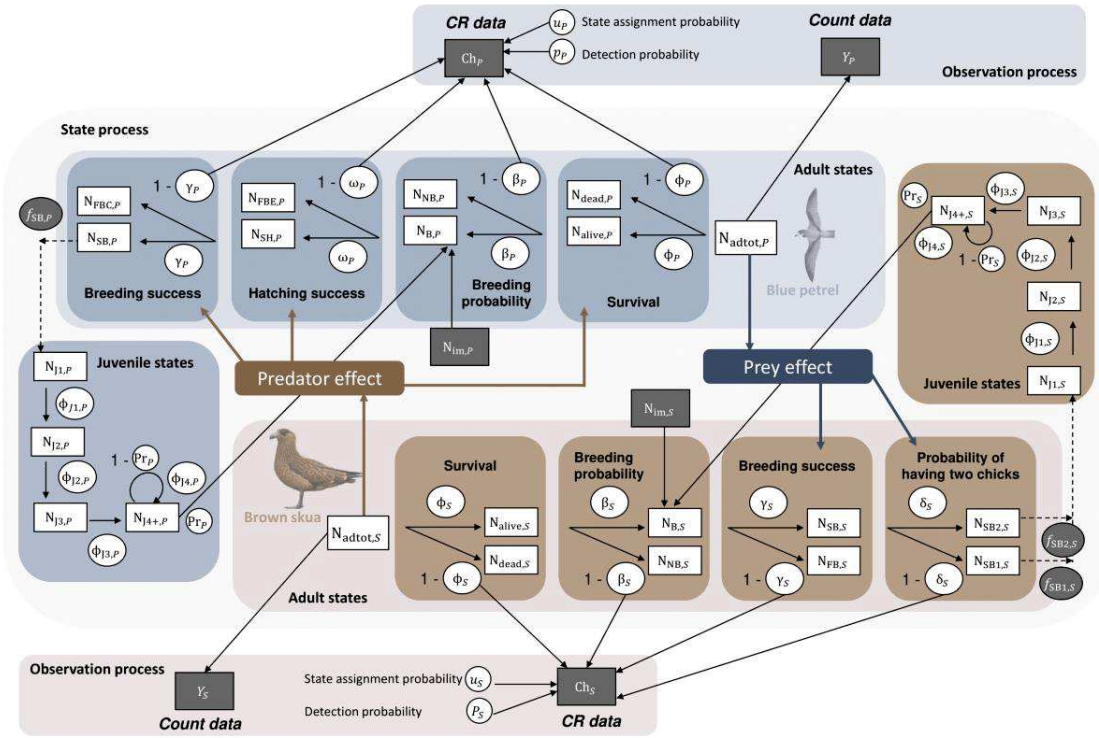 CR data
Count data
u_P State assignment probability
Ch_P
p_P Detection probability
Y_P
Observation process
State process
Adult states
1 - γ_P
N_FBC,P
N_SB,P
γ_P
Breeding success
1 - ω_P
N_FBE,P
N_SH,P
ω_P
Hatching success
1 - β_P
N_NB,P
N_B,P
β_P
Breeding
probability
1 - ϕ_P
N_dead,P
N_alive,P
ϕ_P
Survival
N_adtot,P
Blue petrel
f_SB,P
N_im,P
Pr_S
N_J4+,S
ϕ_J3,S
N_J3,S
ϕ_J4,S
1 - Pr_S
ϕ_J2,S
N_J2,S
ϕ_J1,S
Juvenile states
N_J1,S
Juvenile states
N_J1,P
ϕ_J1,P
N_J2,P
ϕ_J2,P
1 - Pr_P
ϕ_J4,P
N_J3,P
N_J4+,P
Pr_P
ϕ_J3,P
Predator effect
Prey effect
N_im,S
Brown skua
N_adtot,S
Adult states
Survival
ϕ_S
N_alive,S
N_dead,S
1 - ϕ_S
Breeding
probability
β_S
N_B,S
N_NB,S
1 - β_S
Breeding success
γ_S
N_SB,S
N_FB,S
1 - γ_S
Probability of
having two chicks
δ_S
N_SB2,S
N_SB1,S
1 - δ_S
f_SB2,S
f_SB1,S
Observation process
Y_S
Count data
State assignment probability u_S
Detection probability P_S
Ch_S
CR data